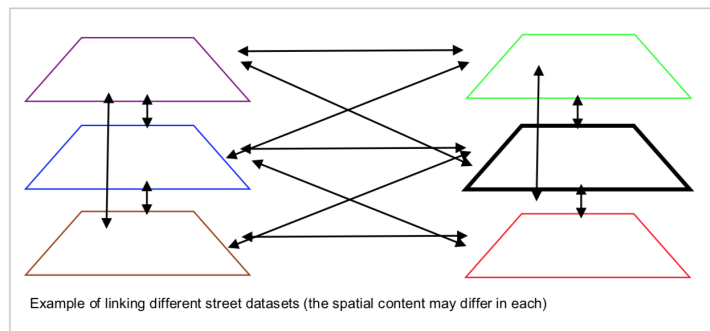 Example of linking different street datasets (the spatial content may differ in each)